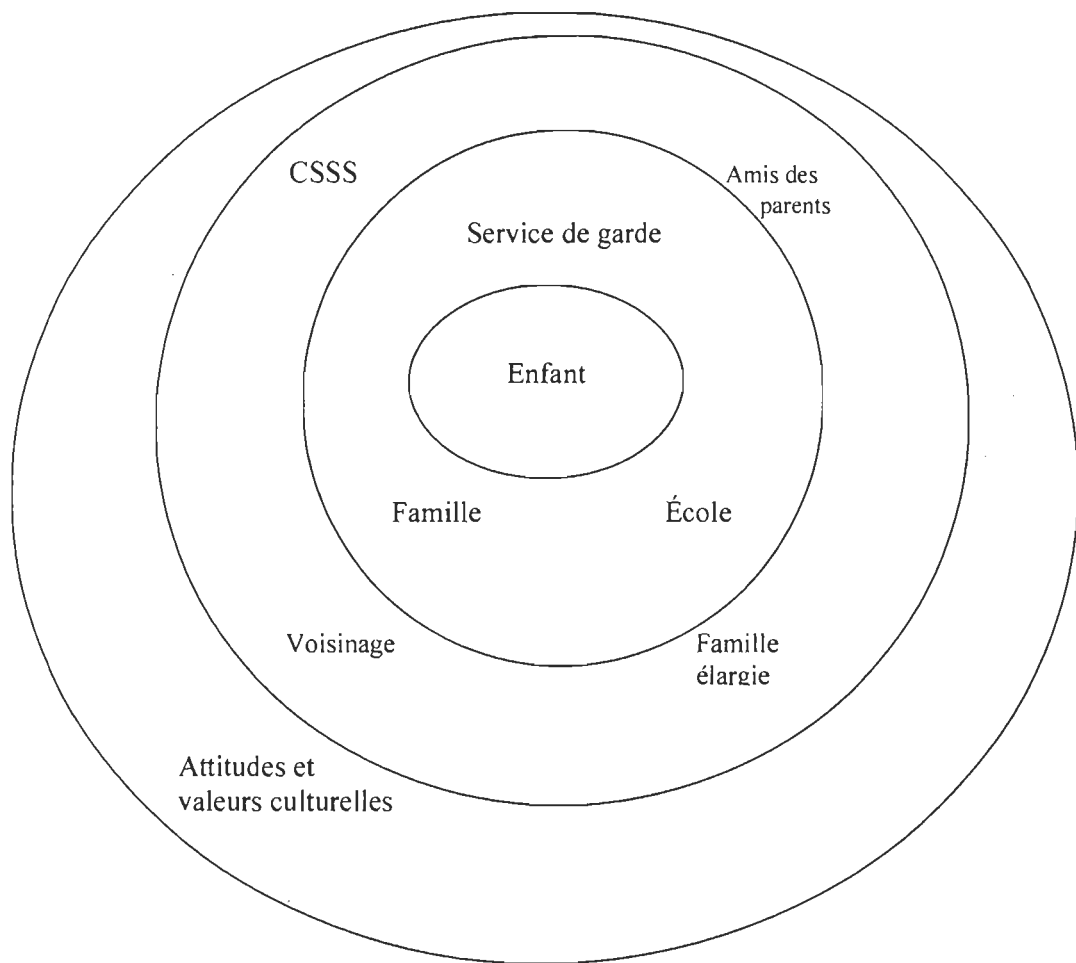 CSSS
Amis des
parents
Service de garde
Enfant
Famille
École
Voisinage
Famille
élargie
Attitudes et
valeurs culturelles